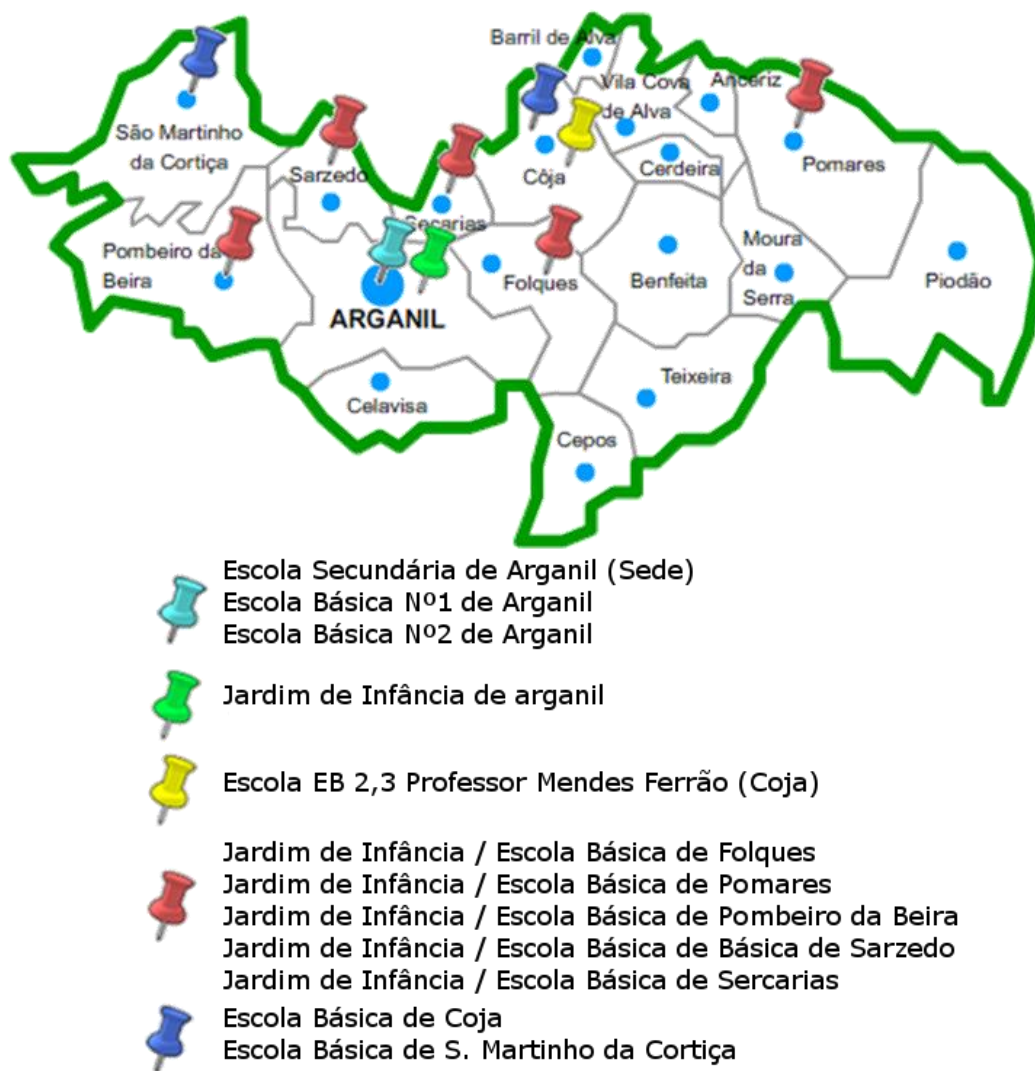 Barril de Alva
Vila Cova
de Alva
Anceriz
São Martinho
da Cortiça
Sarzedo
Secarias
Côja
Cerdeira
Pomares
Pombeiro da
Beira
Folques
Benfeita
Moura
da
Serra
Piodão
ARGANIL
Celavisa
Teixeira
Cepos
Escola Secundária de Arganil (Sede)
Escola Básica Nº1 de Arganil
Escola Básica Nº2 de Arganil
Jardim de Infância de arganil
Escola EB 2,3 Professor Mendes Ferrão (Coja)
Jardim de Infância / Escola Básica de Folques
Jardim de Infância / Escola Básica de Pomares
Jardim de Infância / Escola Básica de Pombeiro da Beira
Jardim de Infância / Escola Básica de Básica de Sarzedo
Jardim de Infância / Escola Básica de Sercarias
Escola Básica de Coja
Escola Básica de S. Martinho da Cortiça